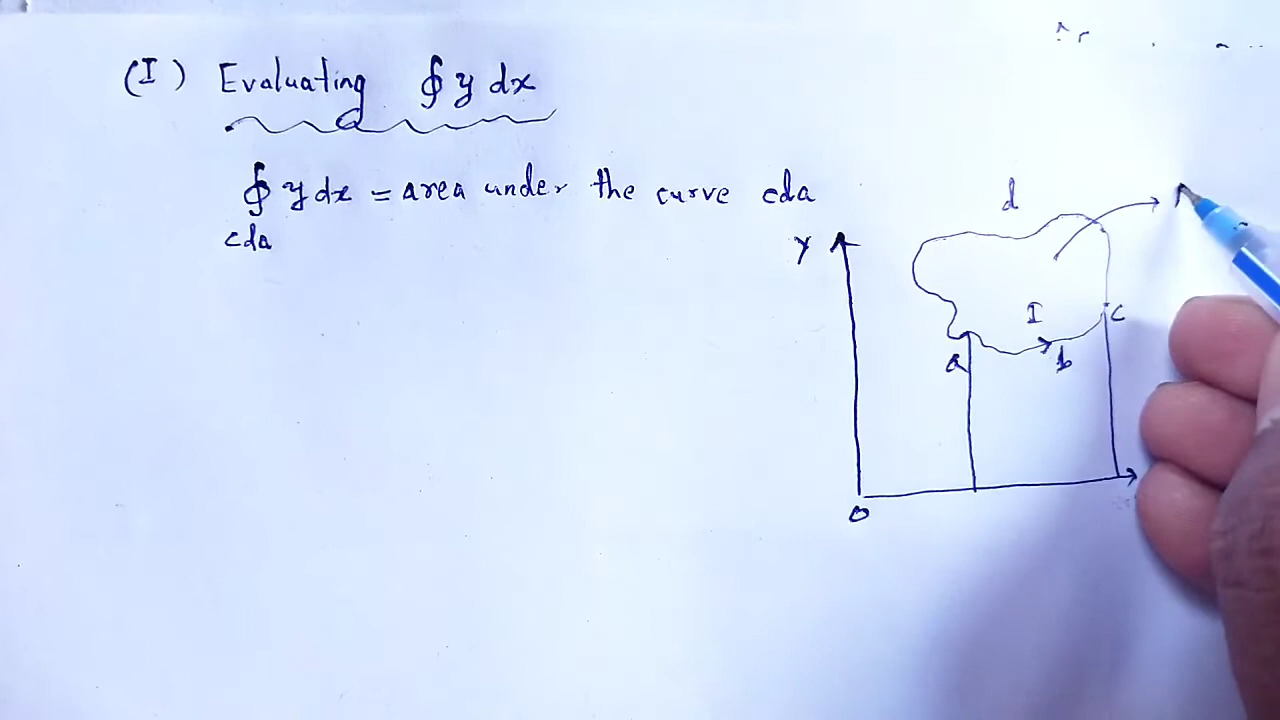 (I) Evaluating ∮ y dx
∮ y dx = area under the curve cda
cda
d
Y
I
c
a
b
O